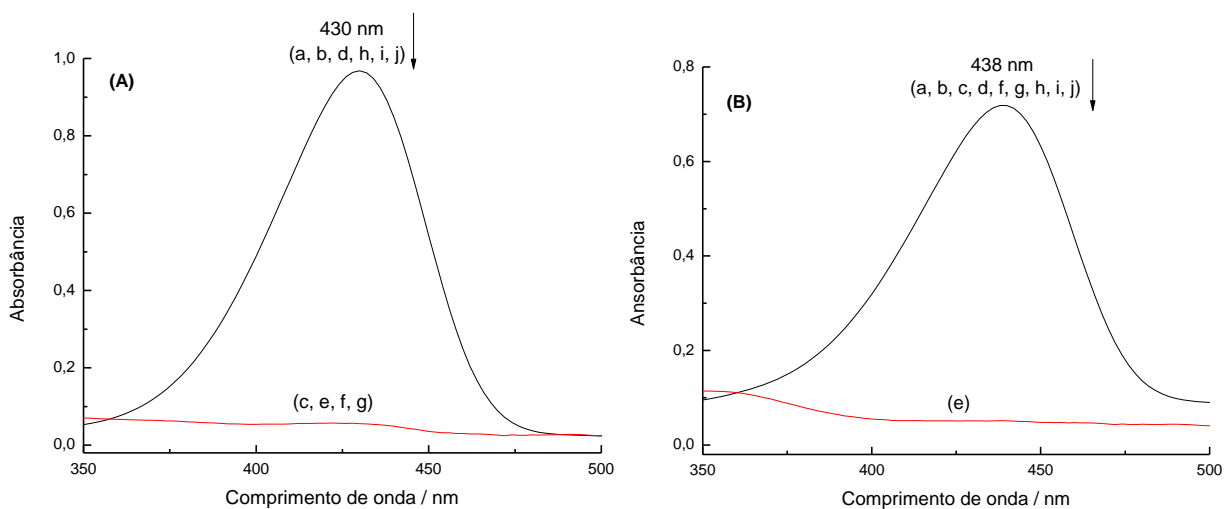 430 nm
(a, b, d, h, i, j)
(A)
1,0
0,8
0,6
0,4
0,2
0,0
Absorbância
(c, e, f, g)
350
400
450
500
Comprimento de onda / nm
438 nm
(a, b, c, d, f, g, h, i, j)
(B)
0,8
0,6
0,4
0,2
0,0
Ansorbância
(e)
350
400
450
500
Comprimento de onda / nm